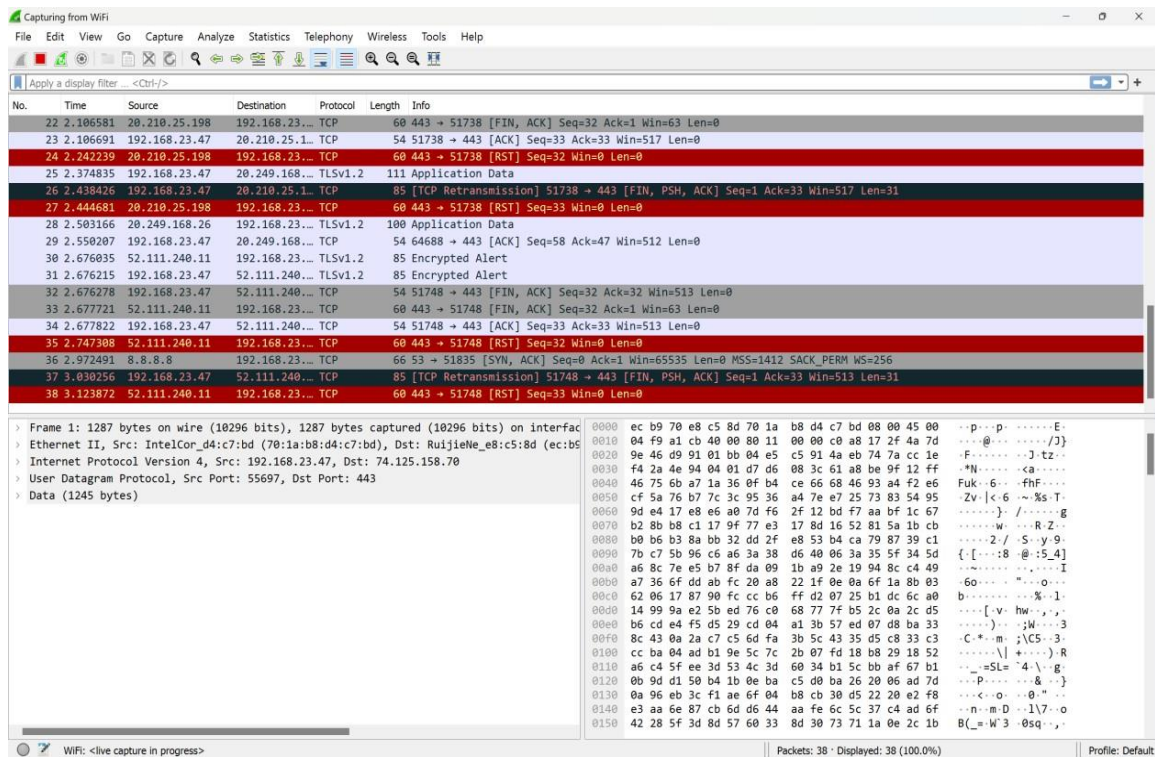 Capturing from WiFi
File Edit View Go Capture Analyze Statistics Telephony Wireless Tools Help
Apply a display filter ... <Ctrl-/>
No. Time Source Destination Protocol Length Info
22 2.106581 20.210.25.198 192.168.23.… TCP 60 443 → 51738 [FIN, ACK] Seq=32 Ack=1 Win=63 Len=0
23 2.106691 192.168.23.47 20.210.25.1… TCP 54 51738 → 443 [ACK] Seq=33 Ack=33 Win=517 Len=0
24 2.242239 20.210.25.198 192.168.23.… TCP 60 443 → 51738 [RST] Seq=32 Win=0 Len=0
25 2.374835 192.168.23.47 20.249.168.… TLSv1.2 111 Application Data
26 2.438426 192.168.23.47 20.210.25.1… TCP 85 [TCP Retransmission] 51738 → 443 [FIN, PSH, ACK] Seq=1 Ack=33 Win=517 Len=31
27 2.444681 20.210.25.198 192.168.23.… TCP 60 443 → 51738 [RST] Seq=33 Win=0 Len=0
28 2.503166 20.249.168.26 192.168.23.… TLSv1.2 100 Application Data
29 2.550207 192.168.23.47 20.249.168.… TCP 54 64688 → 443 [ACK] Seq=58 Ack=47 Win=512 Len=0
30 2.676035 52.111.240.11 192.168.23.… TLSv1.2 85 Encrypted Alert
31 2.676215 192.168.23.47 52.111.240.… TLSv1.2 85 Encrypted Alert
32 2.676278 192.168.23.47 52.111.240.… TCP 54 51748 → 443 [FIN, ACK] Seq=32 Ack=32 Win=513 Len=0
33 2.677721 52.111.240.11 192.168.23.… TCP 60 443 → 51748 [FIN, ACK] Seq=32 Ack=1 Win=63 Len=0
34 2.677822 192.168.23.47 52.111.240.… TCP 54 51748 → 443 [ACK] Seq=33 Ack=33 Win=513 Len=0
35 2.747308 52.111.240.11 192.168.23.… TCP 60 443 → 51748 [RST] Seq=32 Win=0 Len=0
36 2.972491 8.8.8.8 192.168.23.… TCP 66 53 → 51835 [SYN, ACK] Seq=0 Ack=1 Win=65535 Len=0 MSS=1412 SACK_PERM WS=256
37 3.030256 192.168.23.47 52.111.240.… TCP 85 [TCP Retransmission] 51748 → 443 [FIN, PSH, ACK] Seq=1 Ack=33 Win=513 Len=31
38 3.123872 52.111.240.11 192.168.23.… TCP 60 443 → 51748 [RST] Seq=33 Win=0 Len=0
> Frame 1: 1287 bytes on wire (10296 bits), 1287 bytes captured (10296 bits) on interfac
> Ethernet II, Src: IntelCor_d4:c7:bd (70:1a:b8:d4:c7:bd), Dst: RuijieNe_e8:c5:8d (ec:b9
> Internet Protocol Version 4, Src: 192.168.23.47, Dst: 74.125.158.70
> User Datagram Protocol, Src Port: 55697, Dst Port: 443
> Data (1245 bytes)
0000 ec b9 70 e8 c5 8d 70 1a b8 d4 c7 bd 08 00 45 00 ··p···p· ······E·
0010 04 f9 a1 cb 40 00 80 11 00 00 c0 a8 17 2f 4a 7d ····@··· ·····/J}
0020 9e 46 d9 91 01 bb 04 e5 c5 91 4a eb 74 7a cc 1e ·F······ ··J·tz··
0030 f4 2a 4e 94 04 01 d7 d6 08 3c 61 a8 be 9f 12 ff ·*N····· ·<a·····
0040 46 75 6b a7 1a 36 0f b4 ce 66 68 46 93 a4 f2 e6 Fuk··6·· ·fhF····
0050 cf 5a 76 b7 7c 3c 95 36 a4 7e e7 25 73 83 54 95 ·Zv·|<·6 ·~·%s·T·
0060 9d e4 17 e8 e6 a0 7d f6 2f 12 bd f7 aa bf 1c 67 ······}· /······g
0070 b2 8b b8 c1 17 9f 77 e3 17 8d 16 52 81 5a 1b cb ······w· ···R·Z··
0080 b0 b6 b3 8a bb 32 dd 2f e8 53 b4 ca 79 87 39 c1 ·····2·/ ·S··y·9·
0090 7b c7 5b 96 c6 a6 3a 38 d6 40 06 3a 35 5f 34 5d {·[···:8 ·@·:5_4]
00a0 a6 8c 7e e5 b7 8f da 09 1b a9 2e 19 94 8c c4 49 ··~····· ··.····I
00b0 a7 36 6f dd ab fc 20 a8 22 1f 0e 0a 6f 1a 8b 03 ·6o··· · "···o···
00c0 62 06 17 87 90 fc cc b6 ff d2 07 25 b1 dc 6c a0 b······· ···%··l·
00d0 14 99 9a e2 5b ed 76 c0 68 77 7f b5 2c 0a 2c d5 ····[·v· hw··,·,·
00e0 b6 cd e4 f5 d5 29 cd 04 a1 3b 57 ed 07 d8 ba 33 ·····)·· ·;W····3
00f0 8c 43 0a 2a c7 c5 6d fa 3b 5c 43 35 d5 c8 33 c3 ·C·*··m· ;\C5··3·
0100 cc ba 04 ad b1 9e 5c 7c 2b 07 fd 18 b8 29 18 52 ······\| +····)·R
0110 a6 c4 5f ee 3d 53 4c 3d 60 34 b1 5c bb af 67 b1 ··_·=SL= `4·\··g·
0120 0b 9d d1 50 b4 1b 0e ba c5 d0 ba 26 20 06 ad 7d ···P···· ···& ··}
0130 0a 96 eb 3c f1 ae 6f 04 b8 cb 30 d5 22 20 e2 f8 ···<··o· ··0·" ··
0140 e3 aa 6e 87 cb 6d d6 44 aa fe 6c 5c 37 c4 ad 6f ··n··m·D ··l\7··o
0150 42 28 5f 3d 8d 57 60 33 8d 30 73 71 1a 0e 2c 1b B(_=·W`3 ·0sq··,·
WiFi: <live capture in progress> Packets: 38 · Displayed: 38 (100.0%) Profile: Default